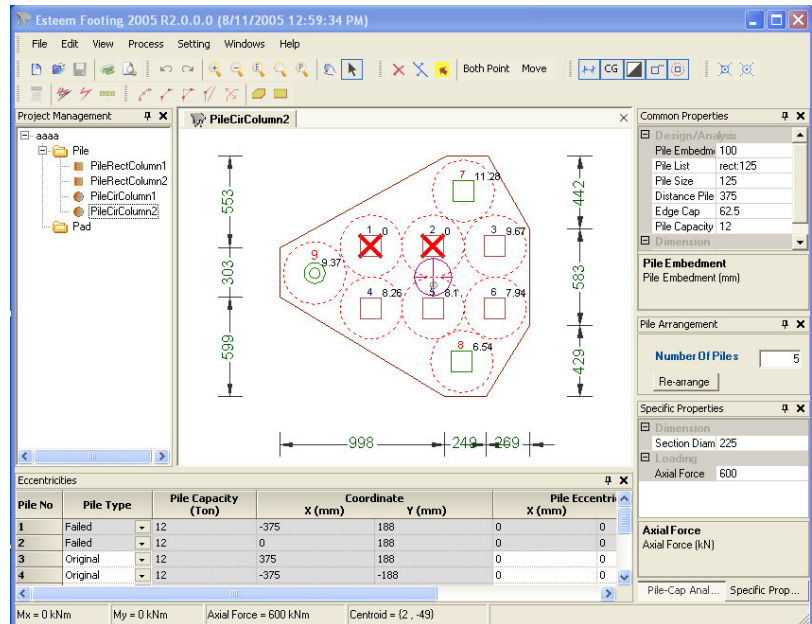 Esteem Footing 2005 R2.0.0.0 (8/11/2005 12:59:34 PM)
File Edit View Process Setting Windows Help
Both Point Move CG
Project Management
aaaa
Pile
PileRectColumn1
PileRectColumn2
PileCirColumn1
PileCirColumn2
Pad
PileCirColumn2
553
303
599
7 11.28
1 0
2 0
3 9.67
9 9.37
4 8.26
5 8.1
6 7.94
8 6.54
442
583
429
998 249 269
Common Properties
Design/Analysis
Pile Embedm 100
Pile List rect:125
Pile Size 125
Distance Pile 375
Edge Cap 62.5
Pile Capacity 12
Dimension
Pile Embedment
Pile Embedment (mm)
Pile Arrangement
Number Of Piles 5
Re-arrange
Specific Properties
Dimension
Section Diam 225
Loading
Axial Force 600
Axial Force
Axial Force (kN)
Pile-Cap Anal... Specific Prop...
Eccentricities
Pile No Pile Type Pile Capacity (Ton) Coordinate X (mm) Y (mm) Pile Eccentri X (mm)
1 Failed 12 -375 188 0 0
2 Failed 12 0 188 0 0
3 Original 12 375 188 0 0
4 Original 12 -375 -188 0 0
Mx = 0 kNm My = 0 kNm Axial Force = 600 kNm Centroid = {2 , -49}